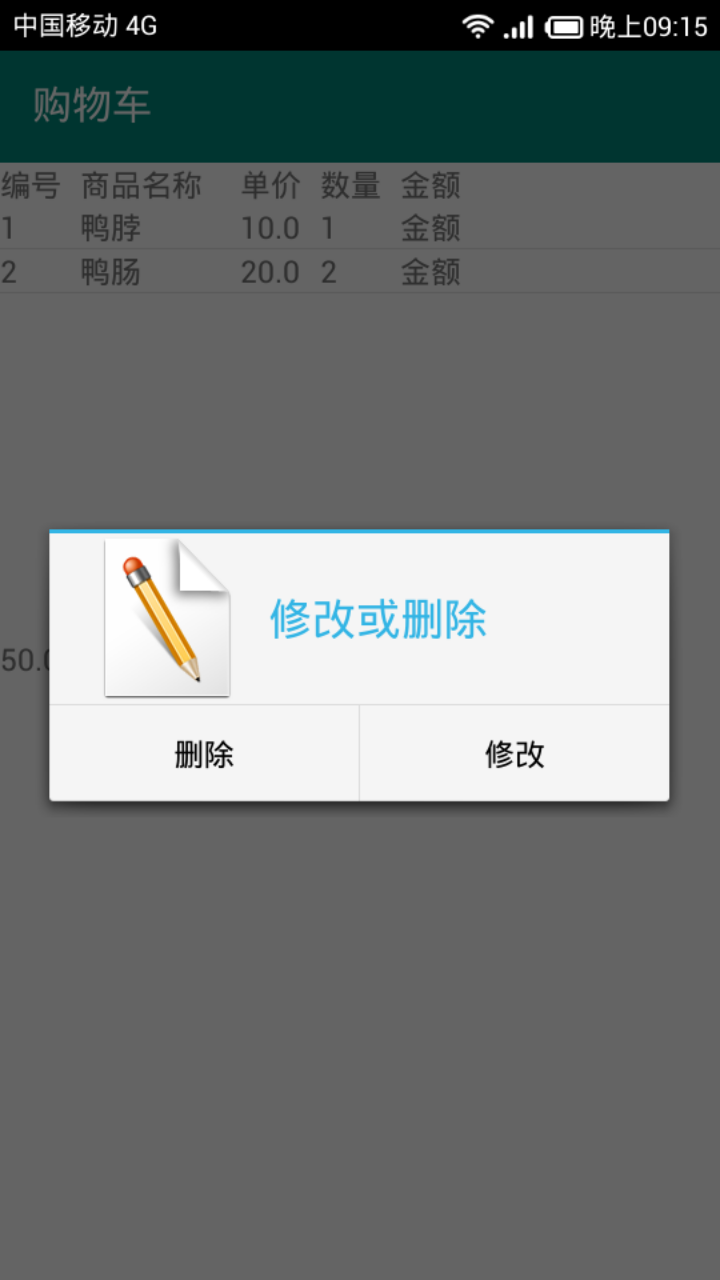 中国移动 4G 晚上09:15
购物车
编号 商品名称 单价 数量 金额
1 鸭脖 10.0 1 金额
2 鸭肠 20.0 2 金额
修改或删除
50.
删除 修改